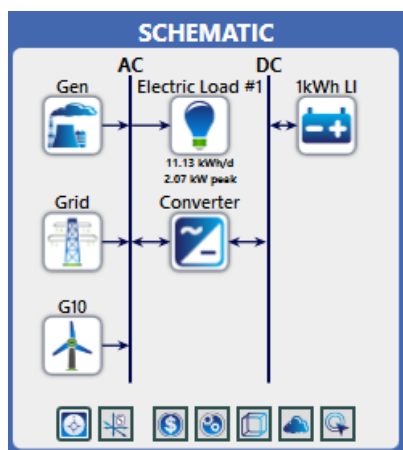 SCHEMATIC
AC DC
Gen Electric Load #1 1kWh LI
11.13 kWh/d
2.07 kW peak
Grid Converter
G10